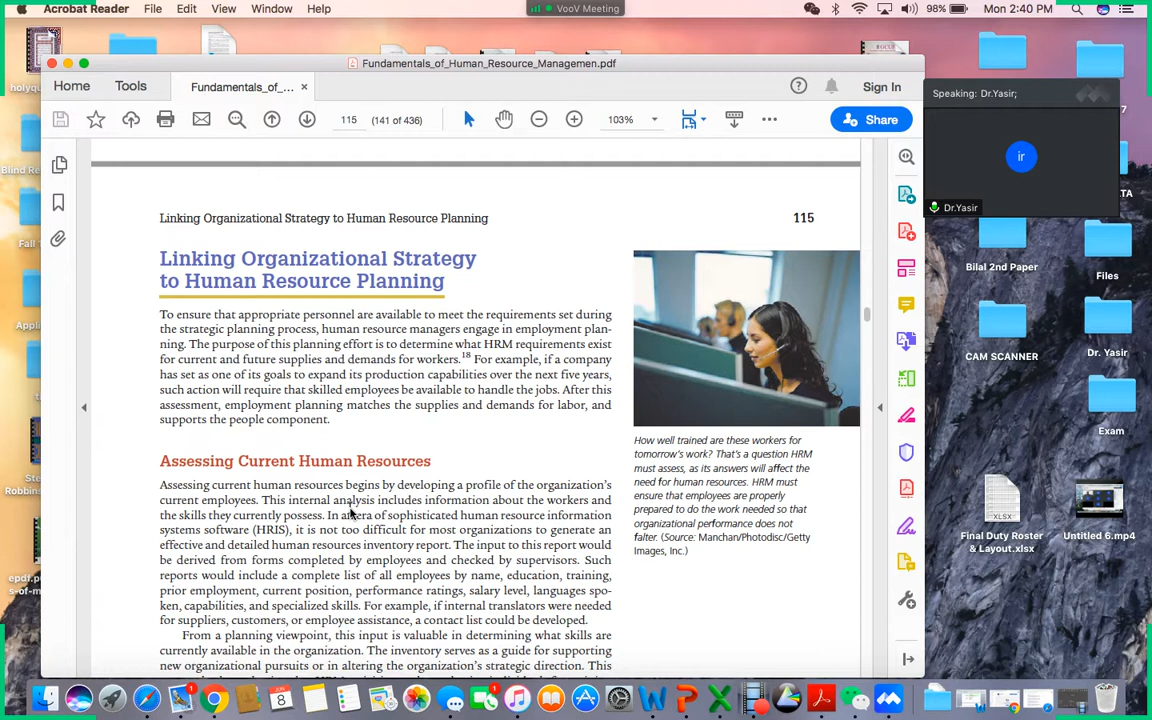 Acrobat Reader File Edit View Window Help
VooV Meeting
98% Mon 2:40 PM
Fundamentals_of_Human_Resource_Managemen.pdf
Home Tools Fundamentals_of_... × Sign In
115 (141 of 436) 103% Share
Speaking: Dr.Yasir;
ir
Dr.Yasir
Linking Organizational Strategy to Human Resource Planning 115
Linking Organizational Strategy
to Human Resource Planning
To ensure that appropriate personnel are available to meet the requirements set during
the strategic planning process, human resource managers engage in employment plan-
ning. The purpose of this planning effort is to determine what HRM requirements exist
for current and future supplies and demands for workers.18 For example, if a company
has set as one of its goals to expand its production capabilities over the next five years,
such action will require that skilled employees be available to handle the jobs. After this
assessment, employment planning matches the supplies and demands for labor, and
supports the people component.
Assessing Current Human Resources
Assessing current human resources begins by developing a profile of the organization's
current employees. This internal analysis includes information about the workers and
the skills they currently possess. In an era of sophisticated human resource information
systems software (HRIS), it is not too difficult for most organizations to generate an
effective and detailed human resources inventory report. The input to this report would
be derived from forms completed by employees and checked by supervisors. Such
reports would include a complete list of all employees by name, education, training,
prior employment, current position, performance ratings, salary level, languages spo-
ken, capabilities, and specialized skills. For example, if internal translators were needed
for suppliers, customers, or employee assistance, a contact list could be developed.
From a planning viewpoint, this input is valuable in determining what skills are
currently available in the organization. The inventory serves as a guide for supporting
new organizational pursuits or in altering the organization's strategic direction. This
How well trained are these workers for
tomorrow's work? That's a question HRM
must assess, as its answers will affect the
need for human resources. HRM must
ensure that employees are properly
prepared to do the work needed so that
organizational performance does not
falter. (Source: Manchan/Photodisc/Getty
Images, Inc.)
holyqu
Blind Re
Fall
Appl
Ste
Robbins
epdf.pu
s-of-m
7
TA
Bilal 2nd Paper
Files
CAM SCANNER
Dr. Yasir
Exam
XLSX
Final Duty Roster
& Layout.xlsx
Untitled 6.mp4
JUN
8
1
1